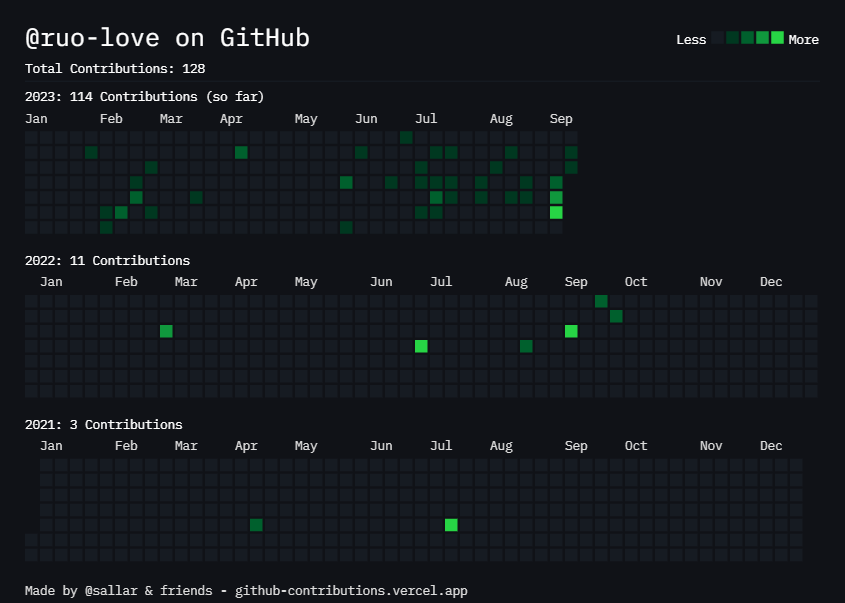 @ruo-love on GitHub
Less More
Total Contributions: 128
2023: 114 Contributions (so far)
Jan Feb Mar Apr May Jun Jul Aug Sep
2022: 11 Contributions
Jan Feb Mar Apr May Jun Jul Aug Sep Oct Nov Dec
2021: 3 Contributions
Jan Feb Mar Apr May Jun Jul Aug Sep Oct Nov Dec
Made by @sallar & friends - github-contributions.vercel.app